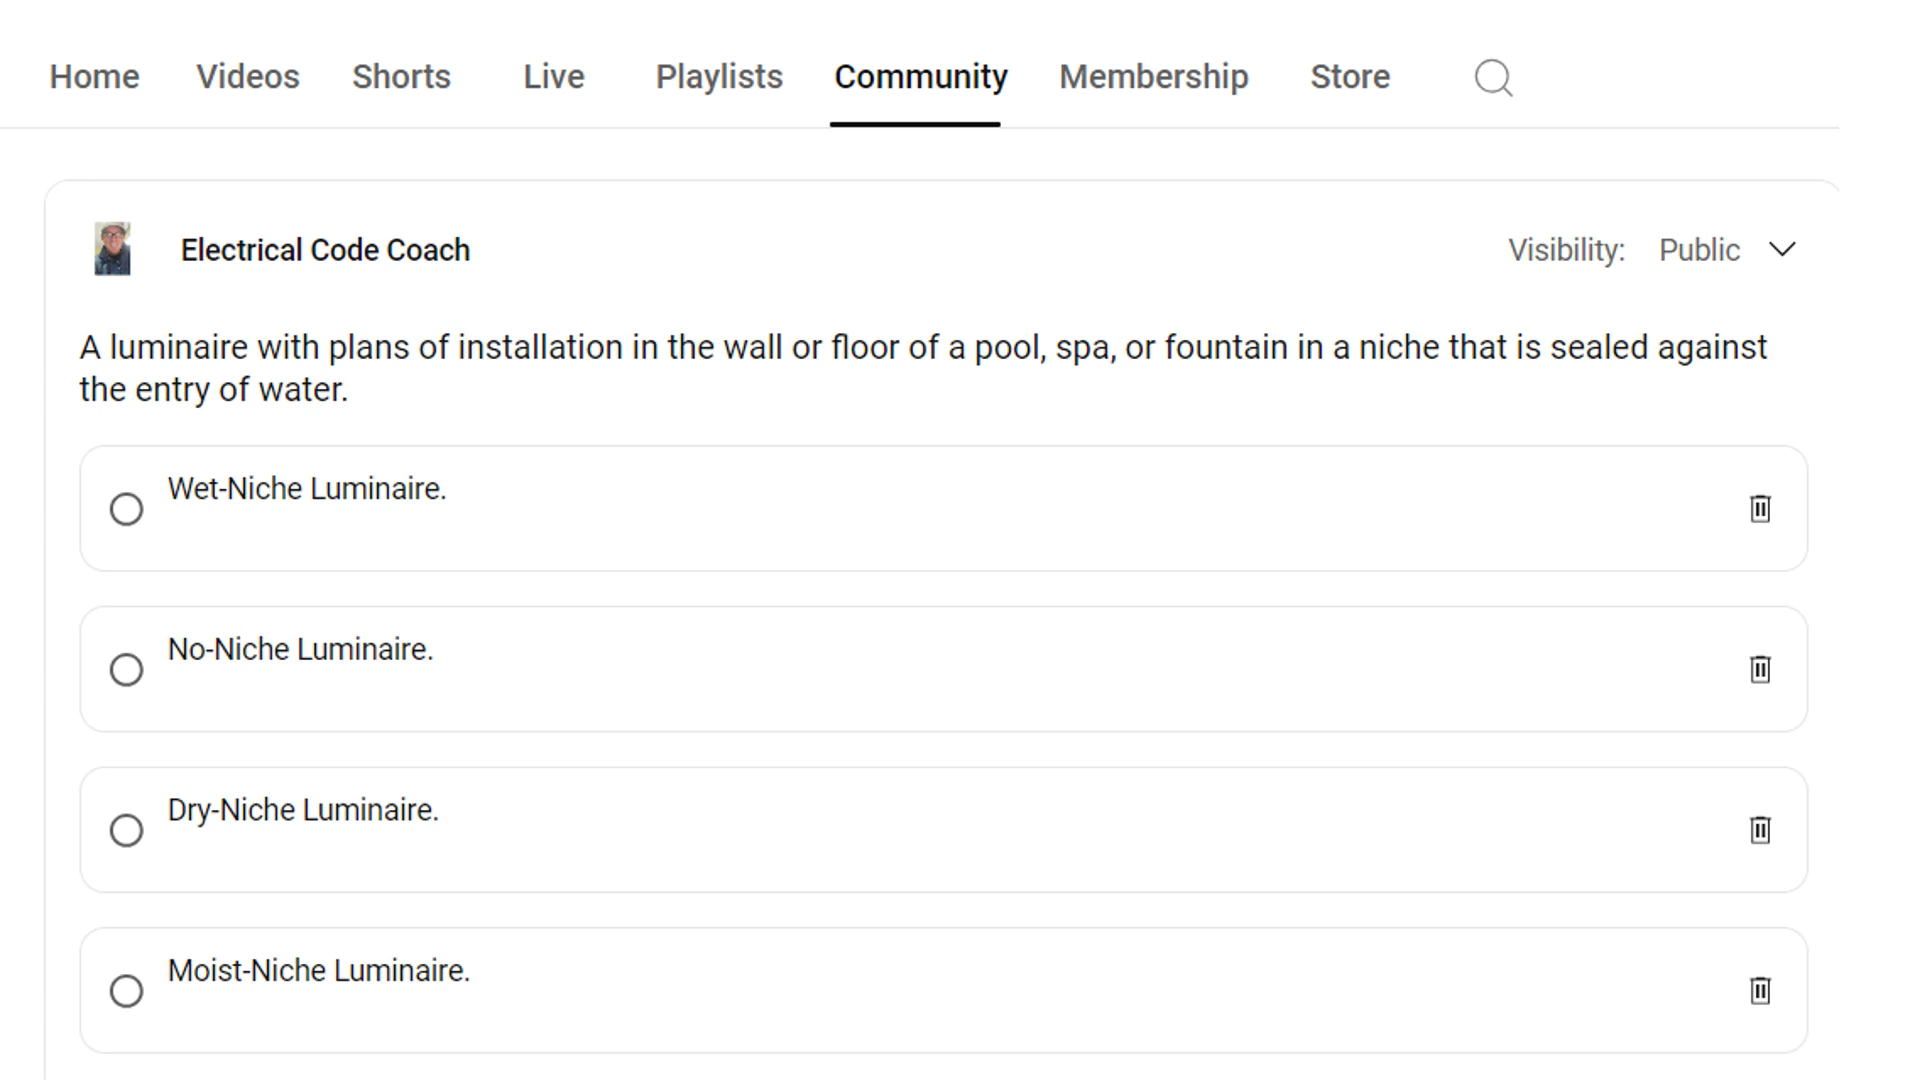 Home Videos Shorts Live Playlists Community Membership Store
Electrical Code Coach Visibility: Public
A luminaire with plans of installation in the wall or floor of a pool, spa, or fountain in a niche that is sealed against
the entry of water.
Wet-Niche Luminaire.
No-Niche Luminaire.
Dry-Niche Luminaire.
Moist-Niche Luminaire.